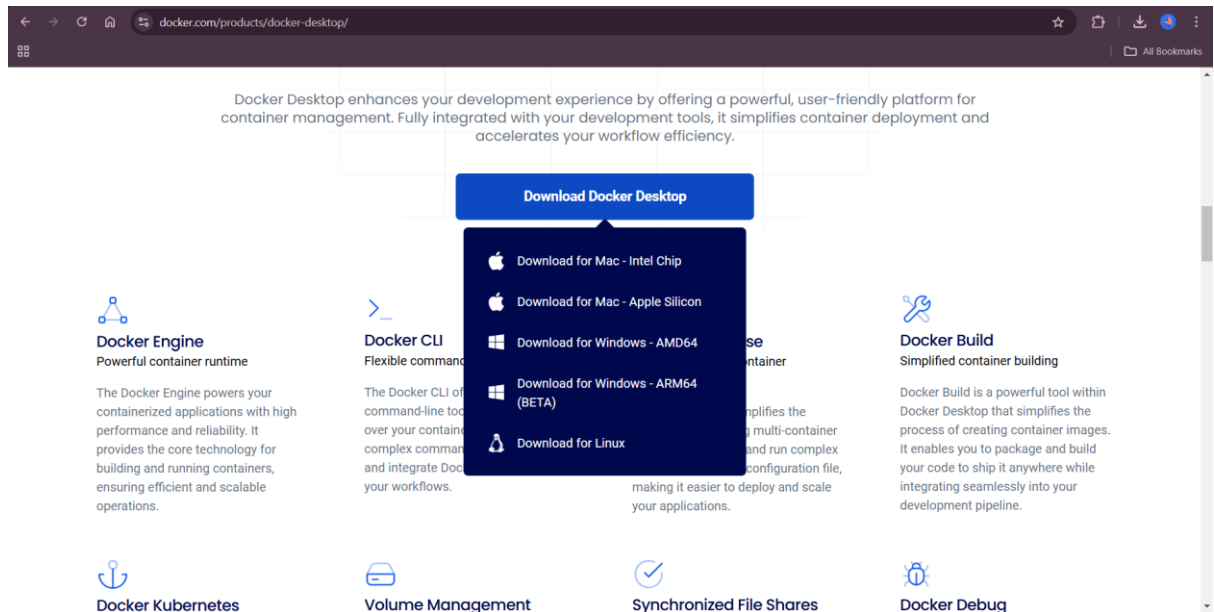 docker.com/products/docker-desktop/
All Bookmarks
Docker Desktop enhances your development experience by offering a powerful, user-friendly platform for
container management. Fully integrated with your development tools, it simplifies container deployment and
accelerates your workflow efficiency.
Download Docker Desktop
Download for Mac - Intel Chip
Download for Mac - Apple Silicon
Download for Windows - AMD64
Download for Windows - ARM64
(BETA)
Download for Linux
Docker Engine
Powerful container runtime
The Docker Engine powers your
containerized applications with high
performance and reliability. It
provides the core technology for
building and running containers,
ensuring efficient and scalable
operations.
Docker CLI
Flexible command
The Docker CLI of
command-line too
over your containe
complex comman
and integrate Doc
your workflows.
se
ntainer
nplifies the
g multi-container
and run complex
configuration file,
making it easier to deploy and scale
your applications.
Docker Build
Simplified container building
Docker Build is a powerful tool within
Docker Desktop that simplifies the
process of creating container images.
It enables you to package and build
your code to ship it anywhere while
integrating seamlessly into your
development pipeline.
Docker Kubernetes
Volume Management
Synchronized File Shares
Docker Debug